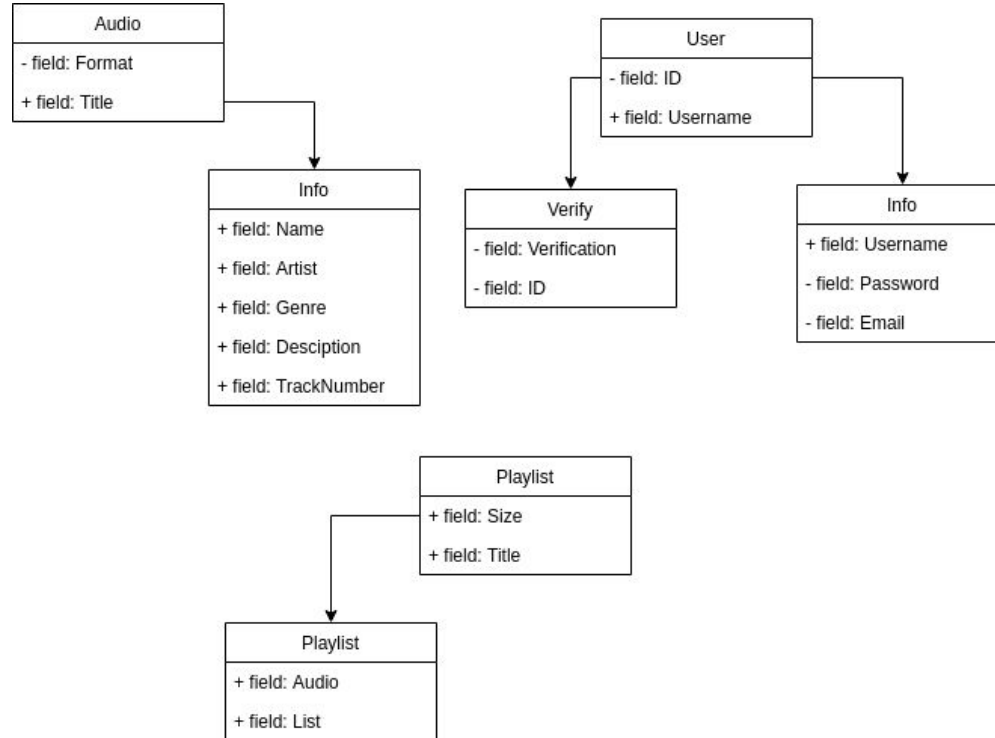 Audio
- field: Format
+ field: Title
User
- field: ID
+ field: Username
Info
+ field: Name
+ field: Artist
+ field: Genre
+ field: Desciption
+ field: TrackNumber
Verify
- field: Verification
- field: ID
Info
+ field: Username
- field: Password
- field: Email
Playlist
+ field: Size
+ field: Title
Playlist
+ field: Audio
+ field: List